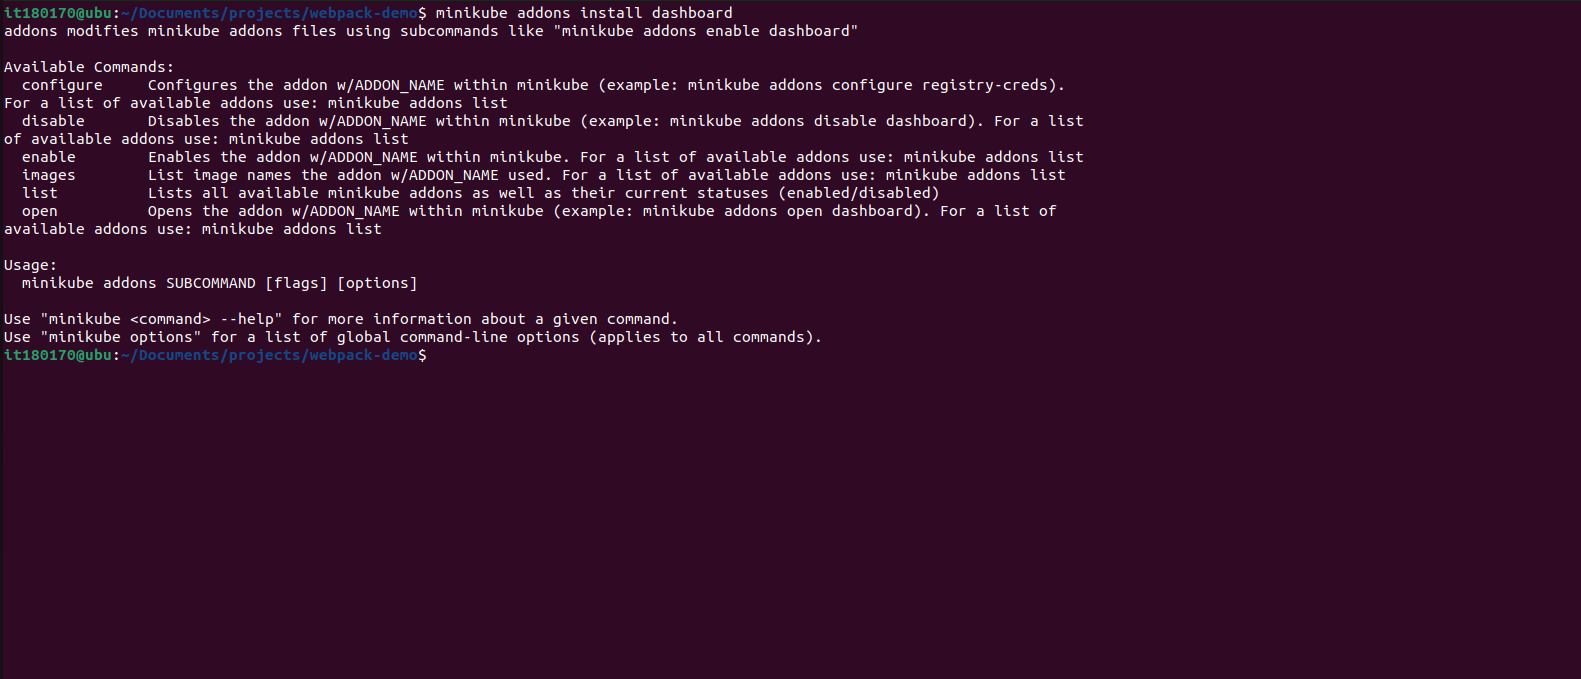 it180170@ubu:~/Documents/projects/webpack-demo$ minikube addons install dashboard
addons modifies minikube addons files using subcommands like "minikube addons enable dashboard"
Available Commands:
configure     Configures the addon w/ADDON_NAME within minikube (example: minikube addons configure registry-creds).
For a list of available addons use: minikube addons list
disable       Disables the addon w/ADDON_NAME within minikube (example: minikube addons disable dashboard). For a list
of available addons use: minikube addons list
enable        Enables the addon w/ADDON_NAME within minikube. For a list of available addons use: minikube addons list
images        List image names the addon w/ADDON_NAME used. For a list of available addons use: minikube addons list
list          Lists all available minikube addons as well as their current statuses (enabled/disabled)
open          Opens the addon w/ADDON_NAME within minikube (example: minikube addons open dashboard). For a list of
available addons use: minikube addons list
Usage:
minikube addons SUBCOMMAND [flags] [options]
Use "minikube <command> --help" for more information about a given command.
Use "minikube options" for a list of global command-line options (applies to all commands).
it180170@ubu:~/Documents/projects/webpack-demo$